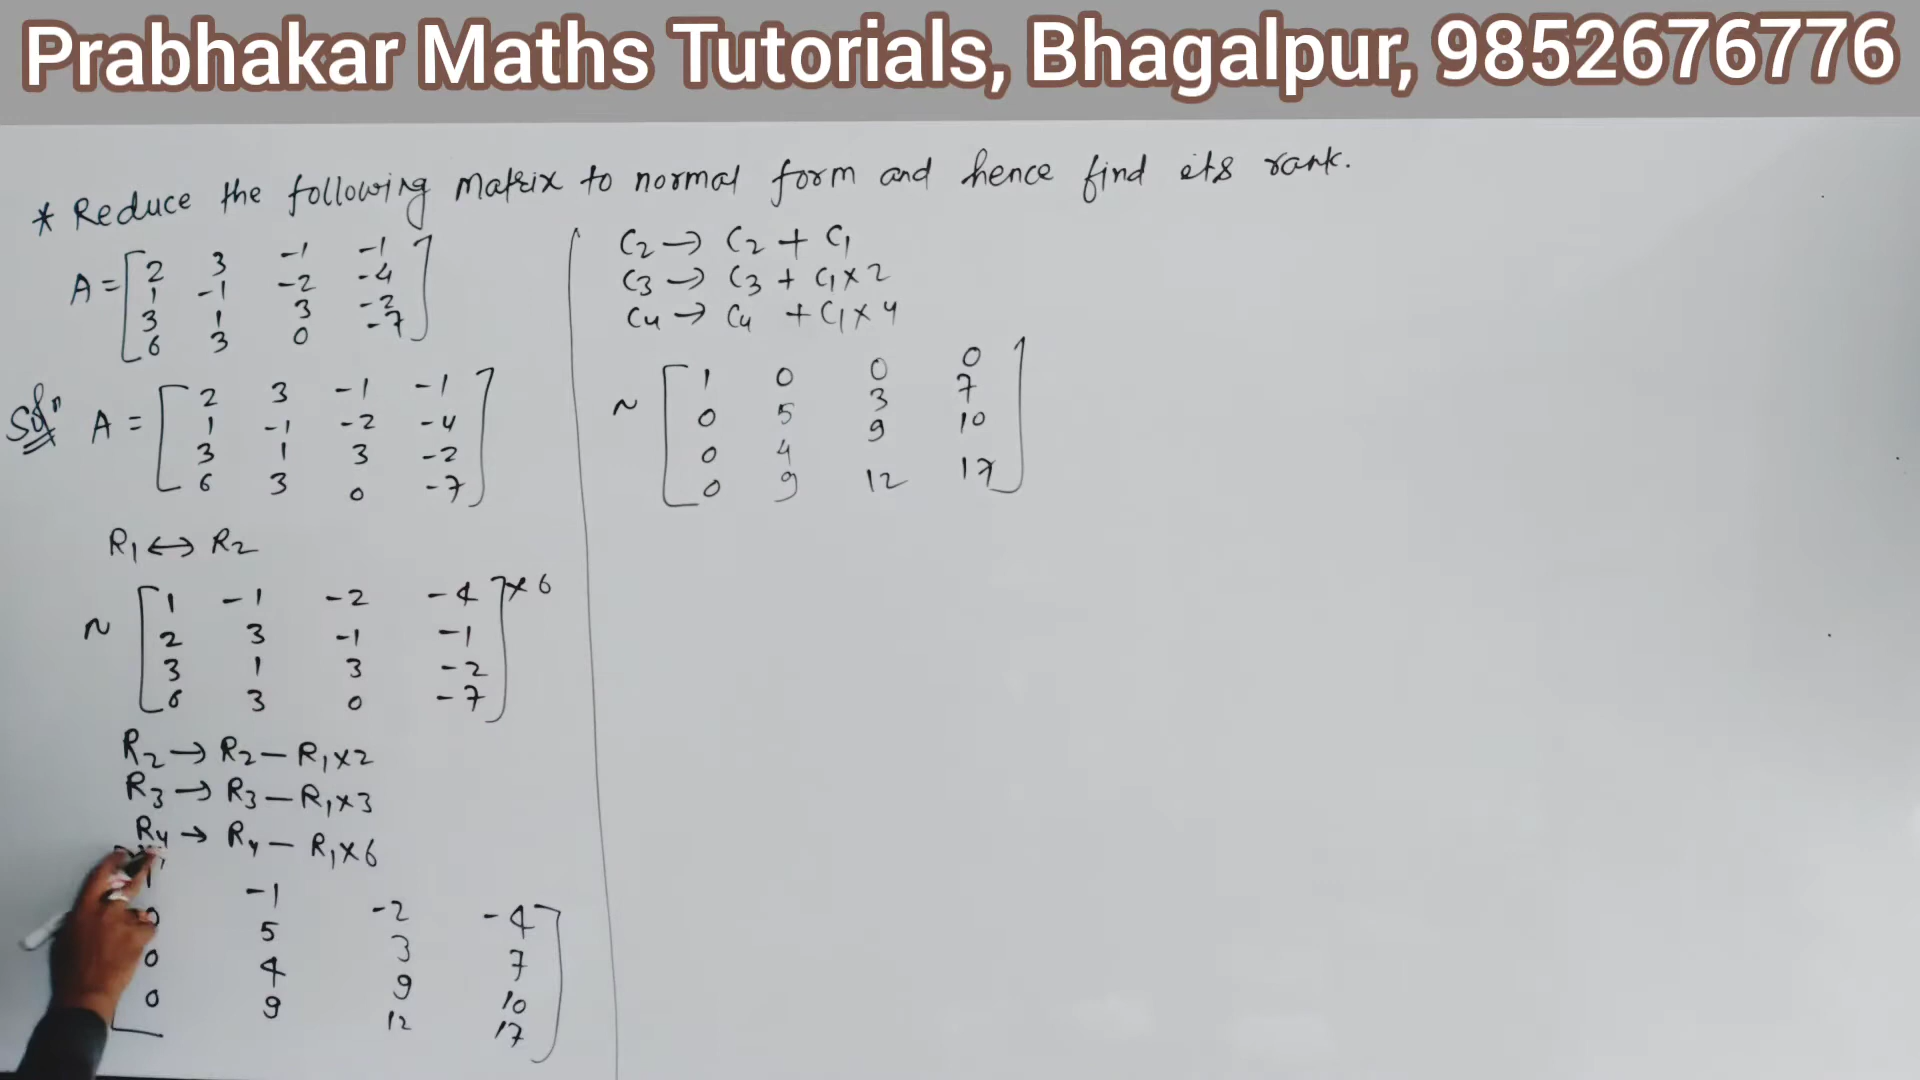 Prabhakar Maths Tutorials, Bhagalpur, 9852676776
* Reduce the following matrix to normal form and hence find its rank.
A = [ 2 3 -1 -1
1 -1 -2 -4
3 1 3 -2
6 3 0 -7 ]
Solⁿ A = [ 2 3 -1 -1
1 -1 -2 -4
3 1 3 -2
6 3 0 -7 ]
R₁ ↔ R₂
~ [ 1 -1 -2 -4 ] × 6
2 3 -1 -1
3 1 3 -2
6 3 0 -7
R₂ → R₂ - R₁×2
R₃ → R₃ - R₁×3
R₄ → R₄ - R₁×6
1 -1 -2 -4 ]
0 5 3 7
0 4 9 10
0 9 12 17
C₂ → C₂ + C₁
C₃ → C₃ + C₁×2
C₄ → C₄ + C₁×4
~ [ 1 0 0 0
0 5 3 7
0 4 9 10
0 9 12 17 ]